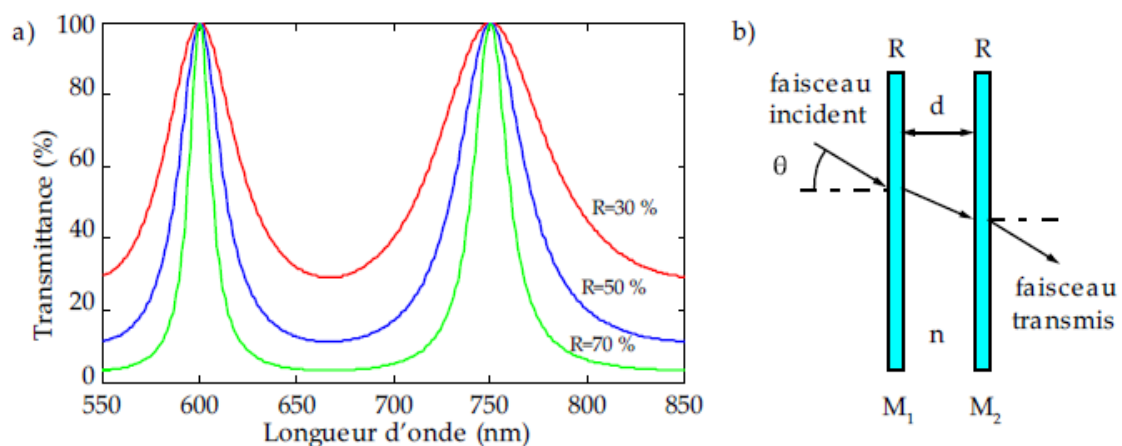 a)
Transmittance (%)
100
80
60
40
20
0
R=30 %
R=50 %
R=70 %
550 600 650 700 750 800 850
Longueur d'onde (nm)
b)
R R
faisceau
incident
d
θ
n
faisceau
transmis
M1 M2